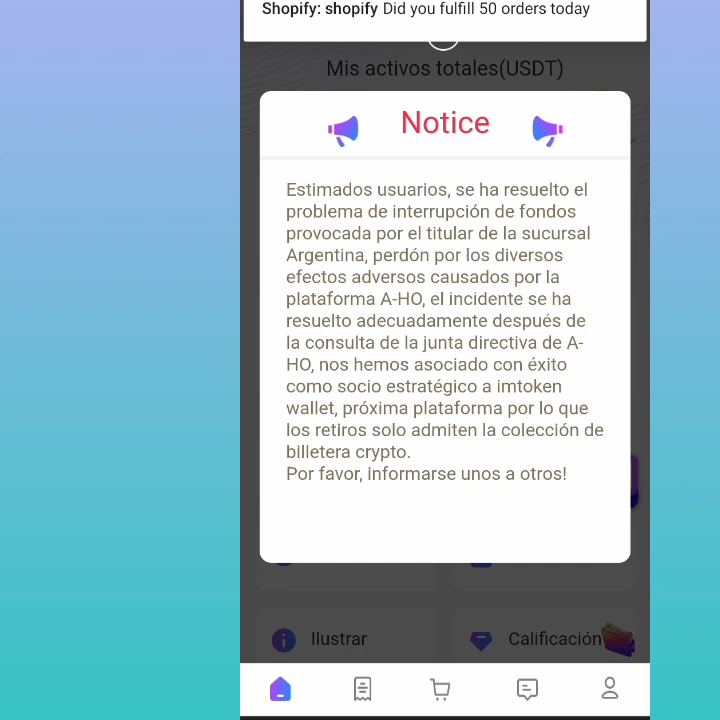 Shopify: shopify Did you fulfill 50 orders today
Mis activos totales(USDT)
Notice
Estimados usuarios, se ha resuelto el
problema de interrupción de fondos
provocada por el titular de la sucursal
Argentina, perdón por los diversos
efectos adversos causados por la
plataforma A-HO, el incidente se ha
resuelto adecuadamente después de
la consulta de la junta directiva de A-
HO, nos hemos asociado con éxito
como socio estratégico a imtoken
wallet, próxima plataforma por lo que
los retiros solo admiten la colección de
billetera crypto.
Por favor, informarse unos a otros!
Ilustrar
Calificación